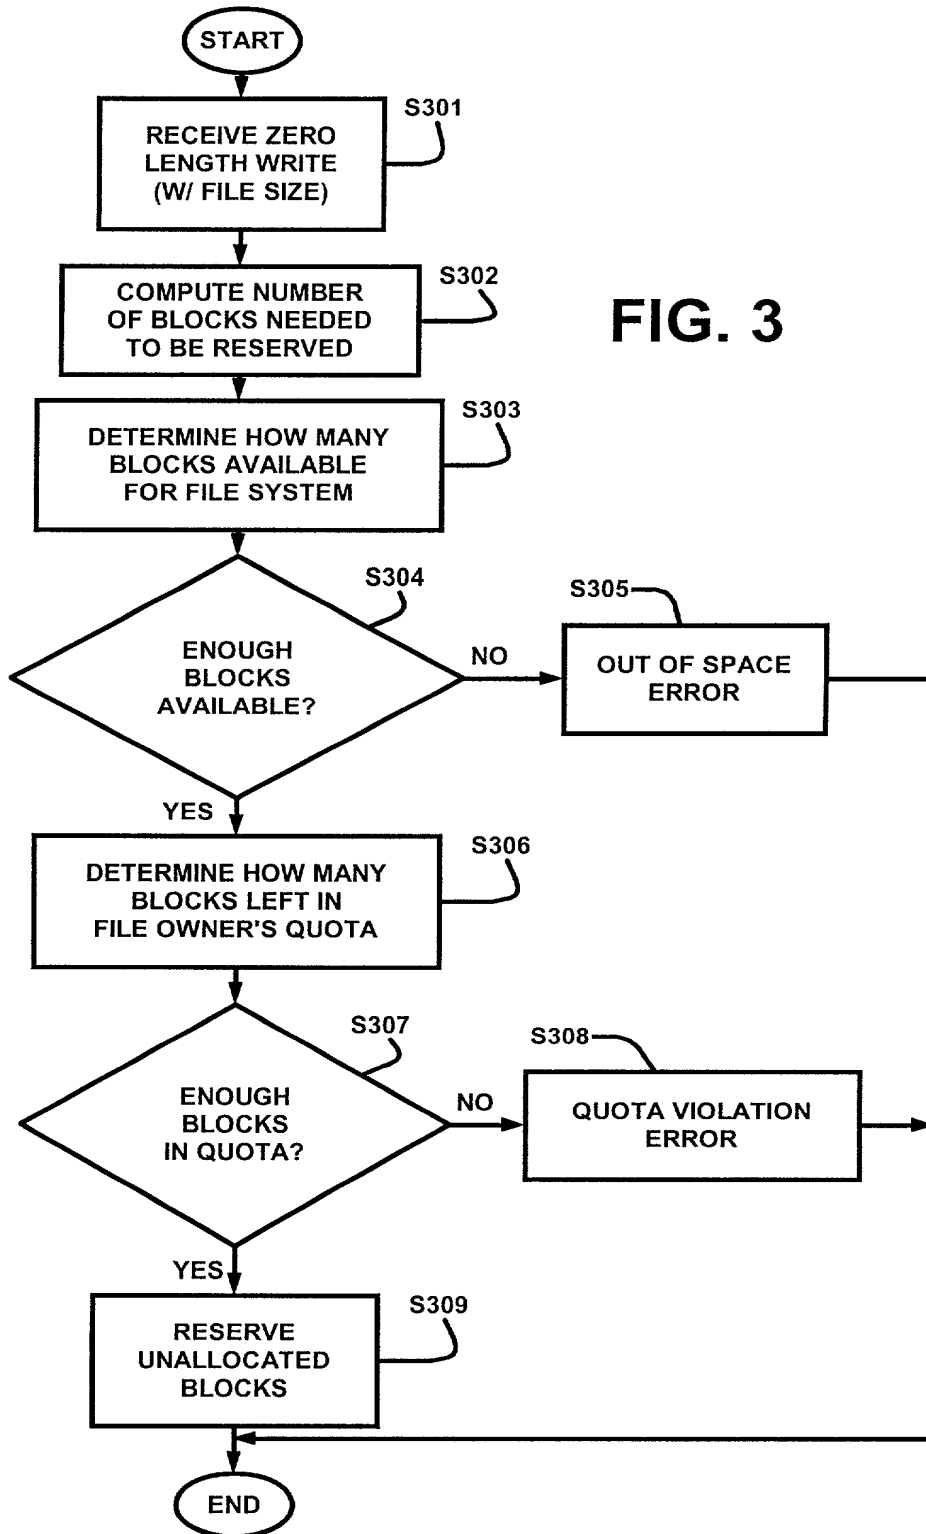 START
S301
RECEIVE ZERO
LENGTH WRITE
(W/ FILE SIZE)
S302
COMPUTE NUMBER
OF BLOCKS NEEDED
TO BE RESERVED
FIG. 3
S303
DETERMINE HOW MANY
BLOCKS AVAILABLE
FOR FILE SYSTEM
S304
ENOUGH
BLOCKS
AVAILABLE?
NO
S305
OUT OF SPACE
ERROR
YES
S306
DETERMINE HOW MANY
BLOCKS LEFT IN
FILE OWNER'S QUOTA
S307
ENOUGH
BLOCKS
IN QUOTA?
NO
S308
QUOTA VIOLATION
ERROR
YES
S309
RESERVE
UNALLOCATED
BLOCKS
END